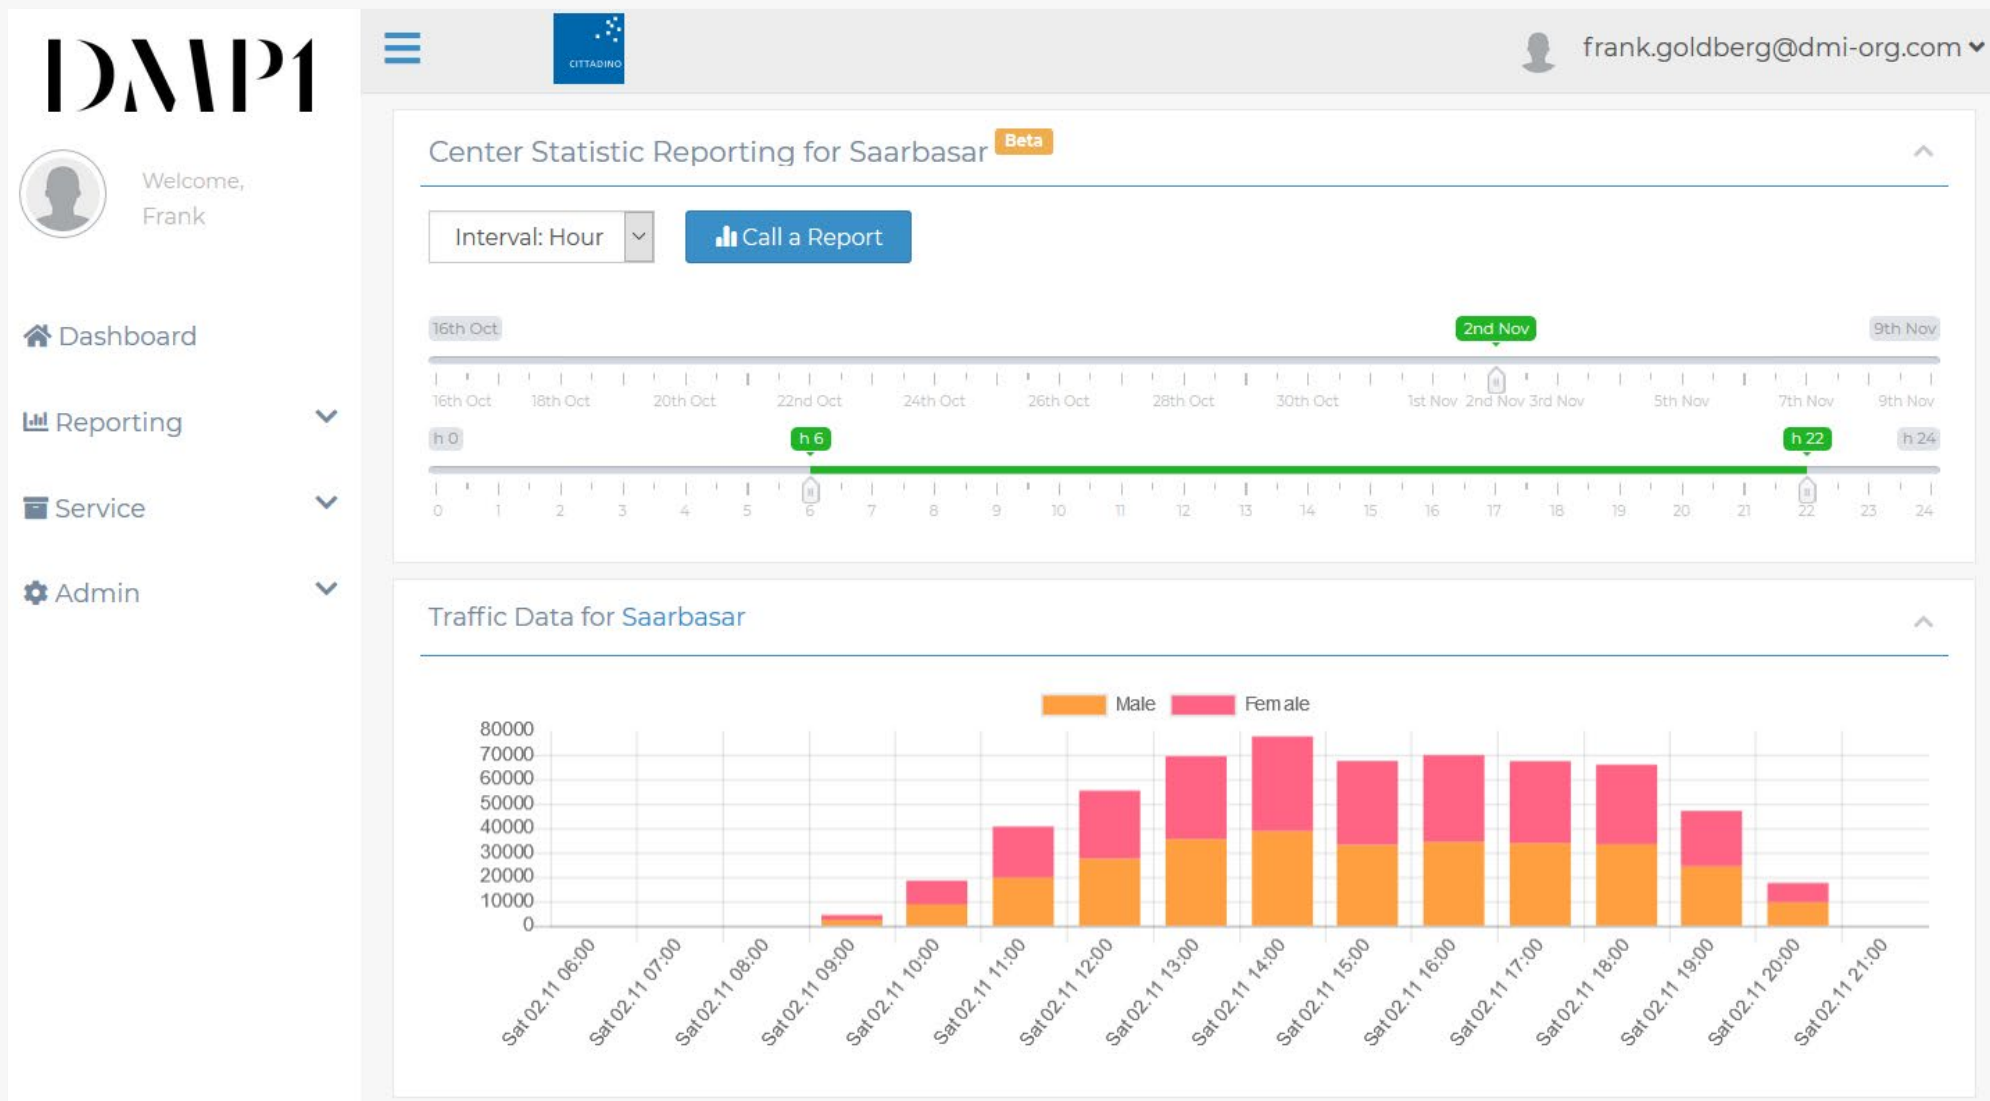 DMP1
CITTADINO
frank.goldberg@dmi-org.com
Welcome,
Frank
Dashboard
Reporting
Service
Admin
Center Statistic Reporting for Saarbasar Beta
Interval: Hour
Call a Report
16th Oct 2nd Nov 9th Nov
16th Oct 18th Oct 20th Oct 22nd Oct 24th Oct 26th Oct 28th Oct 30th Oct 1st Nov 2nd Nov 3rd Nov 5th Nov 7th Nov 9th Nov
h 0 h 6 h 22 h 24
0 1 2 3 4 5 6 7 8 9 10 11 12 13 14 15 16 17 18 19 20 21 22 23 24
Traffic Data for Saarbasar
Male Female
80000
70000
60000
50000
40000
30000
20000
10000
0
Sat 02.11 06:00
Sat 02.11 07:00
Sat 02.11 08:00
Sat 02.11 09:00
Sat 02.11 10:00
Sat 02.11 11:00
Sat 02.11 12:00
Sat 02.11 13:00
Sat 02.11 14:00
Sat 02.11 15:00
Sat 02.11 16:00
Sat 02.11 17:00
Sat 02.11 18:00
Sat 02.11 19:00
Sat 02.11 20:00
Sat 02.11 21:00